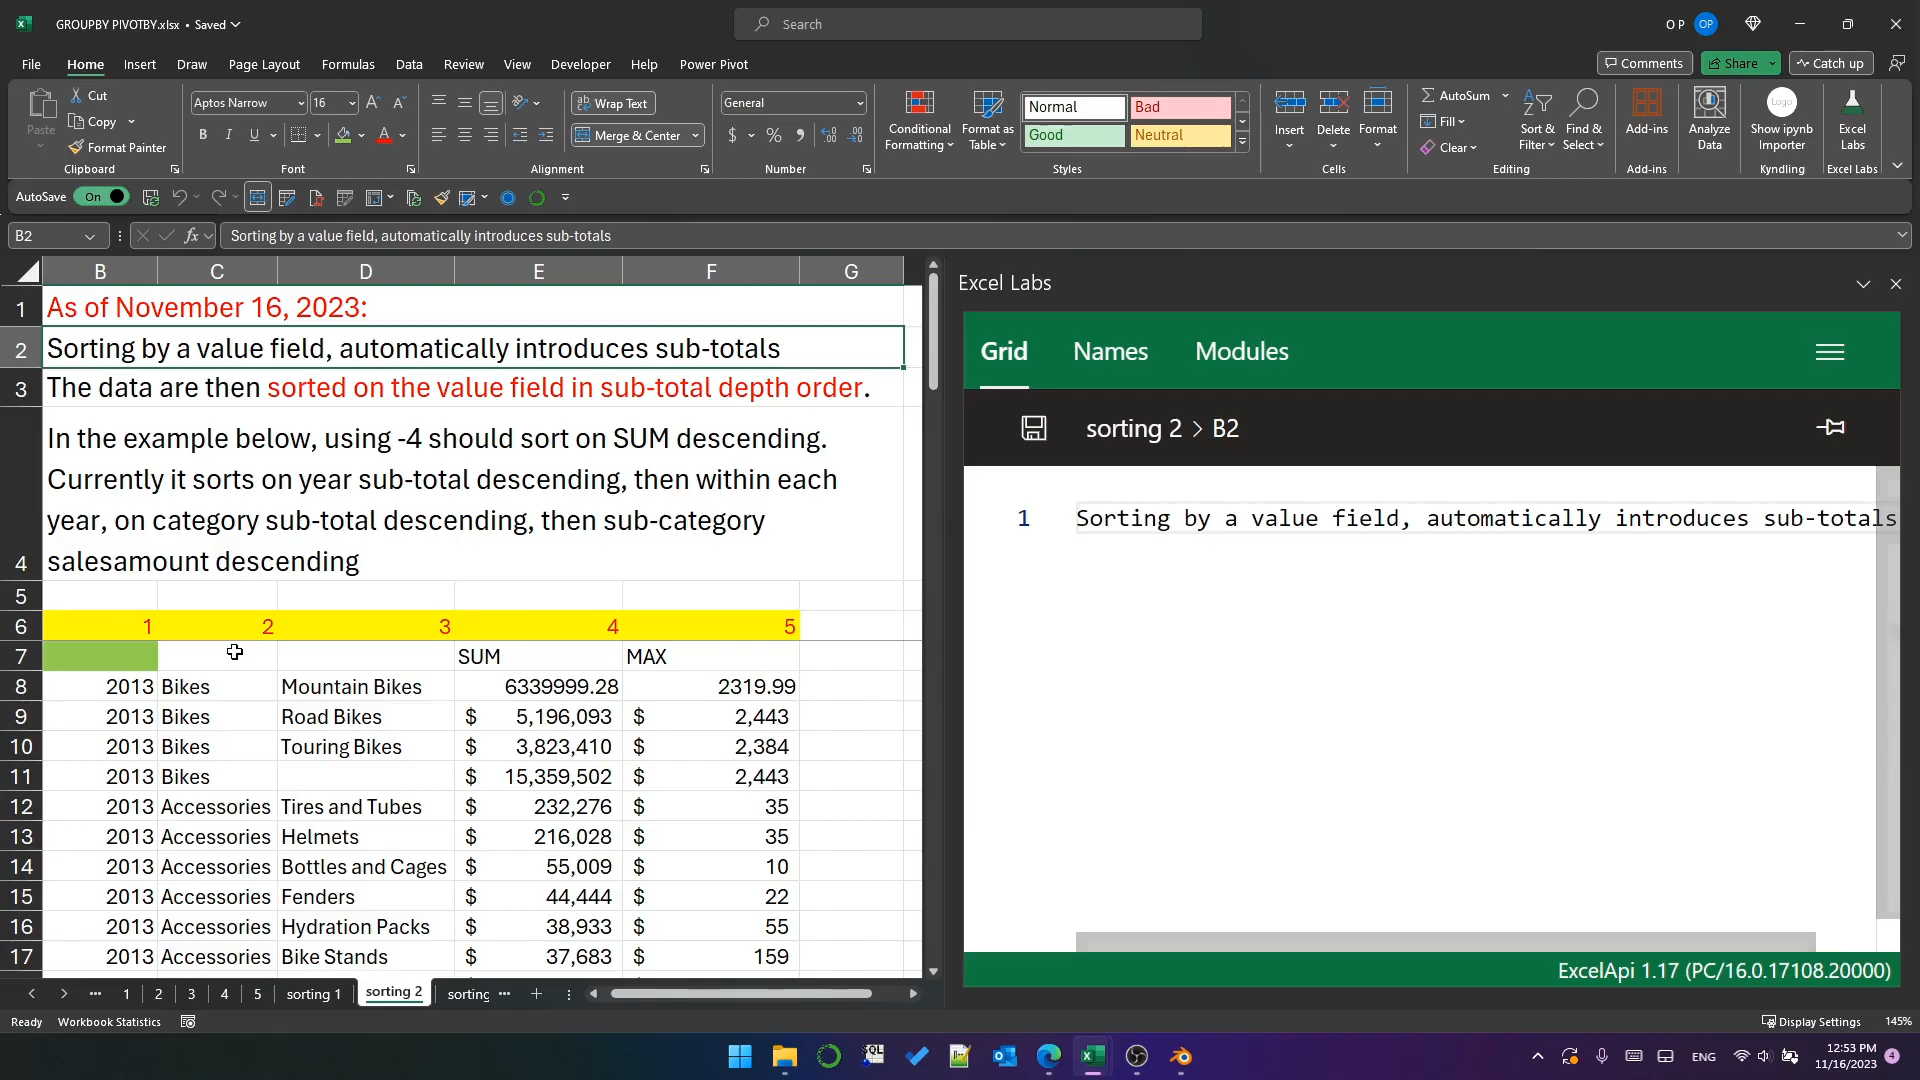 GROUPBY PIVOTBY.xlsx • Saved
Search
O P OP
File Home Insert Draw Page Layout Formulas Data Review View Developer Help Power Pivot
Comments Share Catch up
Paste
Cut
Copy
Format Painter
Clipboard
Aptos Narrow 16
B I U
Font
Wrap Text
Merge & Center
Alignment
General
$ % ,
Number
Conditional Formatting
Format as Table
Normal Bad
Good Neutral
Styles
Insert Delete Format
Cells
AutoSum
Fill
Clear
Sort & Filter
Find & Select
Editing
Add-ins
Add-ins
Analyze Data
Logo
Show ipynb Importer
Kyndling
Excel Labs
Excel Labs
AutoSave On
B2 fx Sorting by a value field, automatically introduces sub-totals
B C D E F G
1 As of November 16, 2023:
2 Sorting by a value field, automatically introduces sub-totals
3 The data are then sorted on the value field in sub-total depth order.
In the example below, using -4 should sort on SUM descending.
Currently it sorts on year sub-total descending, then within each
year, on category sub-total descending, then sub-category
4 salesamount descending
5
6 1 2 3 4 5
7 SUM MAX
8 2013 Bikes Mountain Bikes 6339999.28 2319.99
9 2013 Bikes Road Bikes $ 5,196,093 $ 2,443
10 2013 Bikes Touring Bikes $ 3,823,410 $ 2,384
11 2013 Bikes $ 15,359,502 $ 2,443
12 2013 Accessories Tires and Tubes $ 232,276 $ 35
13 2013 Accessories Helmets $ 216,028 $ 35
14 2013 Accessories Bottles and Cages $ 55,009 $ 10
15 2013 Accessories Fenders $ 44,444 $ 22
16 2013 Accessories Hydration Packs $ 38,933 $ 55
17 2013 Accessories Bike Stands $ 37,683 $ 159
1 2 3 4 5 sorting 1 sorting 2 sorting
Excel Labs
Grid Names Modules
sorting 2 > B2
1 Sorting by a value field, automatically introduces sub-totals
ExcelApi 1.17 (PC/16.0.17108.20000)
Ready Workbook Statistics
Display Settings 145%
SQL
ENG
12:53 PM
11/16/2023
4